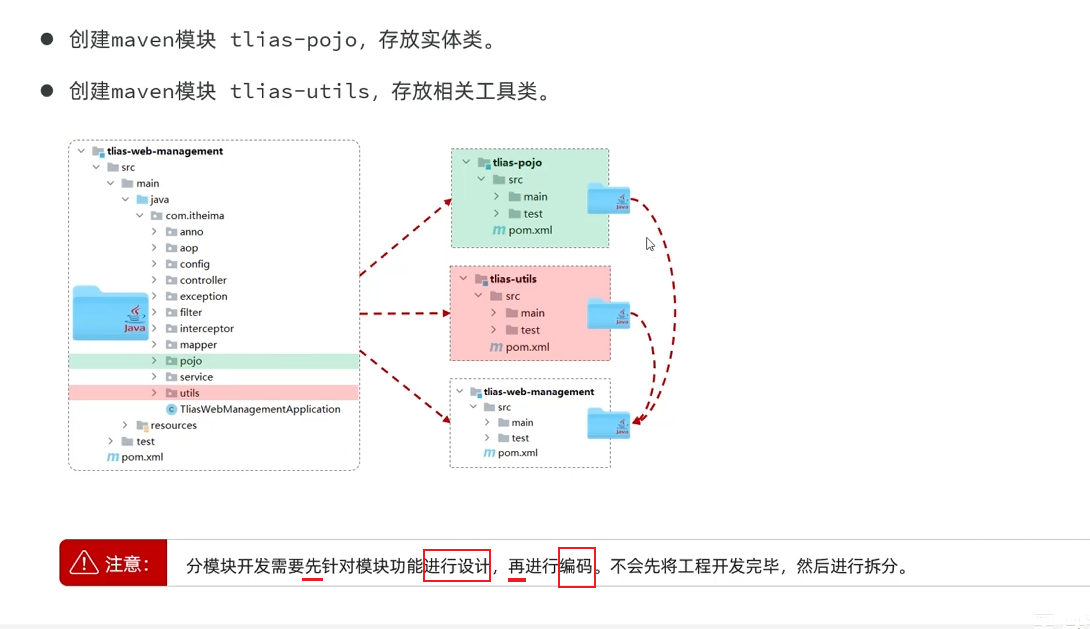 创建maven模块 tlias-pojo，存放实体类。
创建maven模块 tlias-utils，存放相关工具类。
tlias-web-management
src
main
java
com.itheima
anno
aop
config
controller
exception
filter
interceptor
mapper
pojo
service
utils
TliasWebManagementApplication
resources
test
pom.xml
Java
tlias-pojo
src
main
test
pom.xml
Java
tlias-utils
src
main
test
pom.xml
Java
tlias-web-management
src
main
test
pom.xml
Java
注意：
分模块开发需要先针对模块功能进行设计，再进行编码。不会先将工程开发完毕，然后进行拆分。